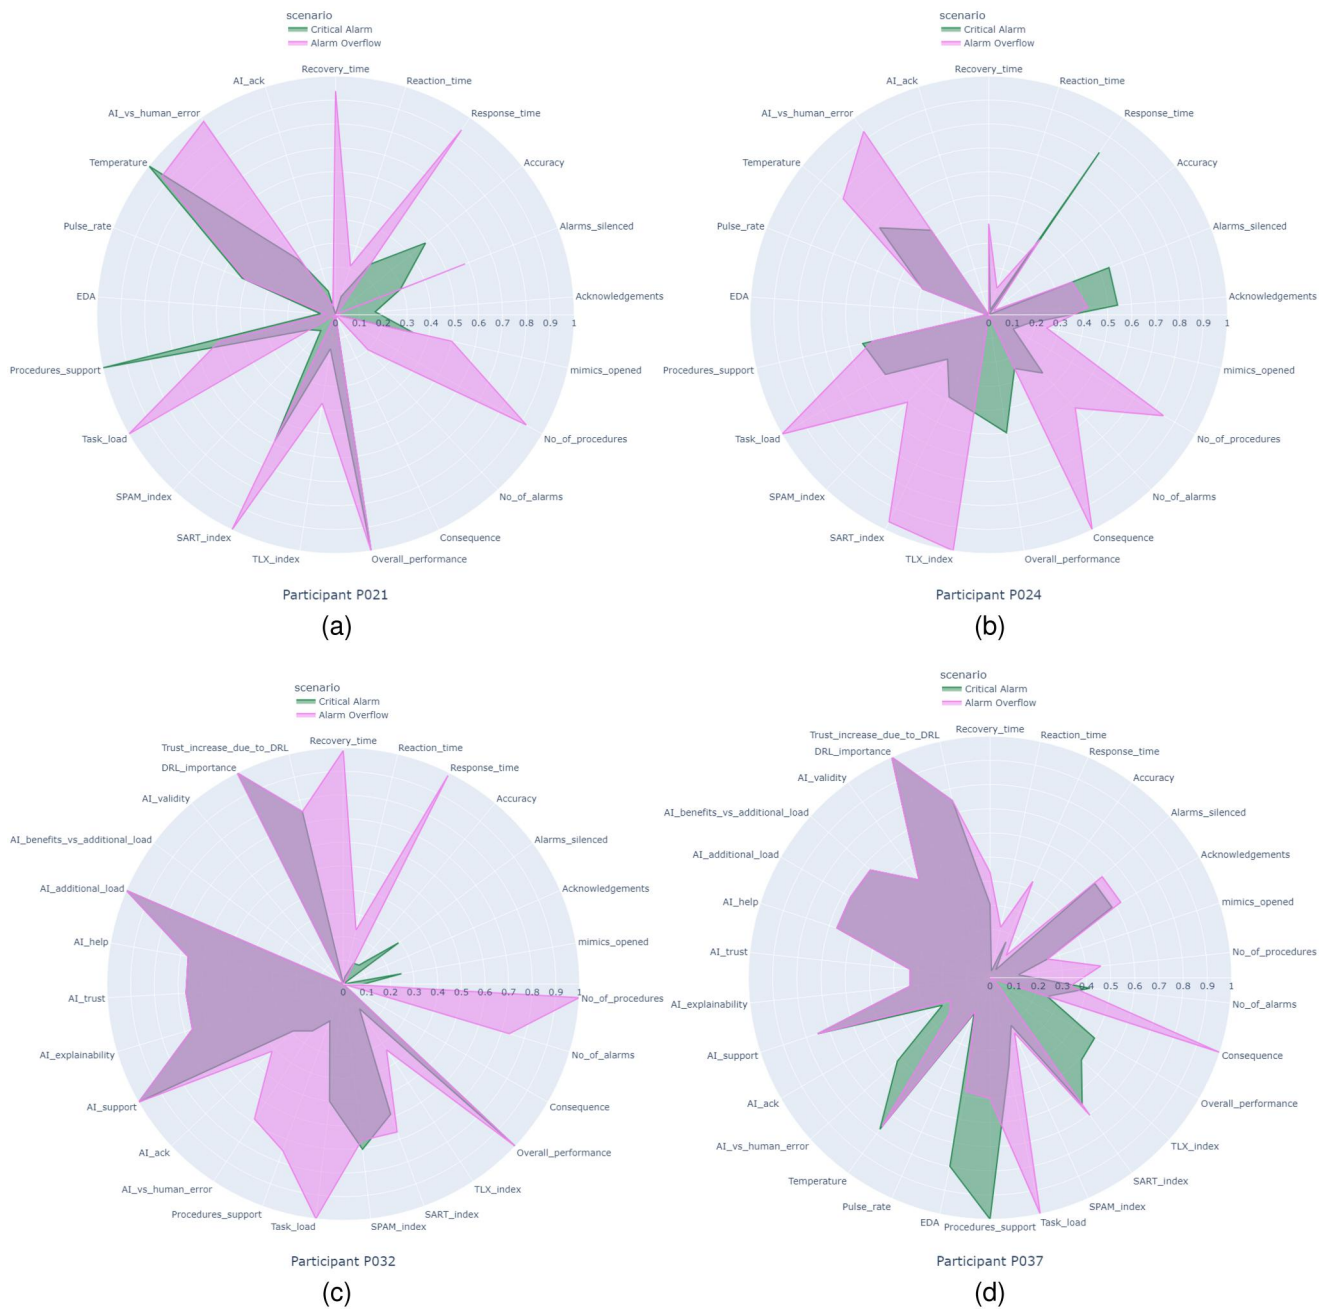 scenario
Critical Alarm
Alarm Overflow
Recovery_time
Reaction_time
Response_time
Accuracy
Alarms_silenced
Acknowledgements
mimics_opened
No_of_procedures
No_of_alarms
Consequence
Overall_performance
TLX_index
SART_index
SPAM_index
Task_load
Procedures_support
EDA
Pulse_rate
Temperature
AI_vs_human_error
AI_ack
0 0.1 0.2 0.3 0.4 0.5 0.6 0.7 0.8 0.9 1
Participant P021
(a)
scenario
Critical Alarm
Alarm Overflow
Recovery_time
Reaction_time
Response_time
Accuracy
Alarms_silenced
Acknowledgements
mimics_opened
No_of_procedures
No_of_alarms
Consequence
Overall_performance
TLX_index
SART_index
SPAM_index
Task_load
Procedures_support
EDA
Pulse_rate
Temperature
AI_vs_human_error
AI_ack
0 0.1 0.2 0.3 0.4 0.5 0.6 0.7 0.8 0.9 1
Participant P024
(b)
scenario
Critical Alarm
Alarm Overflow
Recovery_time
Reaction_time
Response_time
Accuracy
Alarms_silenced
Acknowledgements
mimics_opened
No_of_procedures
No_of_alarms
Consequence
Overall_performance
TLX_index
SART_index
SPAM_index
Task_load
Procedures_support
AI_vs_human_error
AI_ack
AI_support
AI_explainability
AI_trust
AI_help
AI_additional_load
AI_benefits_vs_additional_load
AI_validity
DRL_importance
Trust_increase_due_to_DRL
0 0.1 0.2 0.3 0.4 0.5 0.6 0.7 0.8 0.9 1
Participant P032
(c)
scenario
Critical Alarm
Alarm Overflow
Recovery_time
Reaction_time
Response_time
Accuracy
Alarms_silenced
Acknowledgements
mimics_opened
No_of_procedures
No_of_alarms
Consequence
Overall_performance
TLX_index
SART_index
SPAM_index
Task_load
Procedures_support
EDA
Pulse_rate
Temperature
AI_vs_human_error
AI_ack
AI_support
AI_explainability
AI_trust
AI_help
AI_additional_load
AI_benefits_vs_additional_load
AI_validity
DRL_importance
Trust_increase_due_to_DRL
0 0.1 0.2 0.3 0.4 0.5 0.6 0.7 0.8 0.9 1
Participant P037
(d)